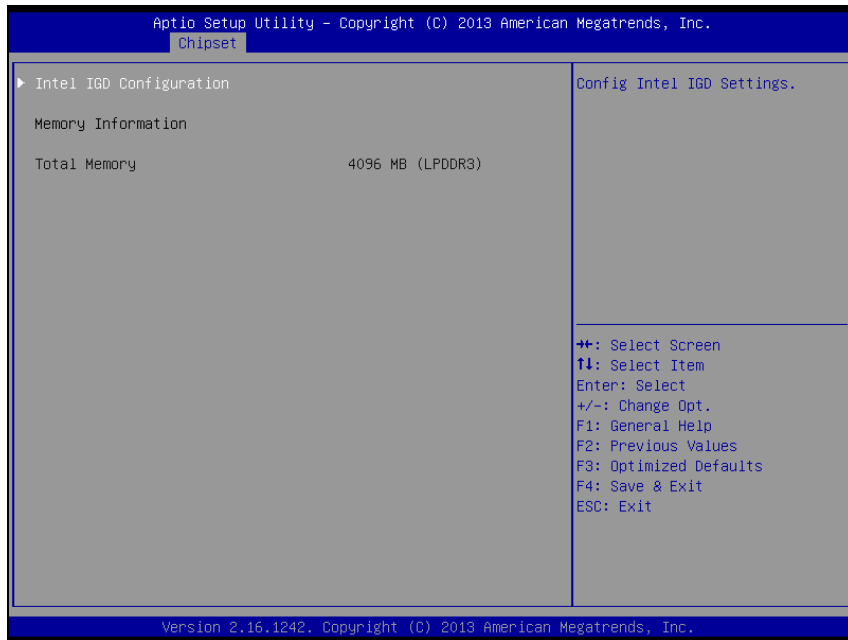 Aptio Setup Utility – Copyright (C) 2013 American Megatrends, Inc.
Chipset
Intel IGD Configuration
Memory Information
Total Memory 4096 MB (LPDDR3)
Config Intel IGD Settings.
→←: Select Screen
↑↓: Select Item
Enter: Select
+/-: Change Opt.
F1: General Help
F2: Previous Values
F3: Optimized Defaults
F4: Save & Exit
ESC: Exit
Version 2.16.1242. Copyright (C) 2013 American Megatrends, Inc.